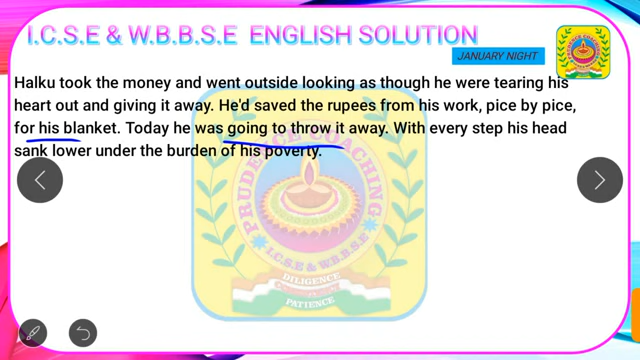 I.C.S.E & W.B.B.S.E ENGLISH SOLUTION
JANUARY NIGHT
Halku took the money and went outside looking as though he were tearing his
heart out and giving it away. He'd saved the rupees from his work, pice by pice,
for his blanket. Today he was going to throw it away. With every step his head
sank lower under the burden of his poverty.
PRUDENCE COACHING
I.C.S.E & W.B.B.S.E
DILIGENCE
PATIENCE